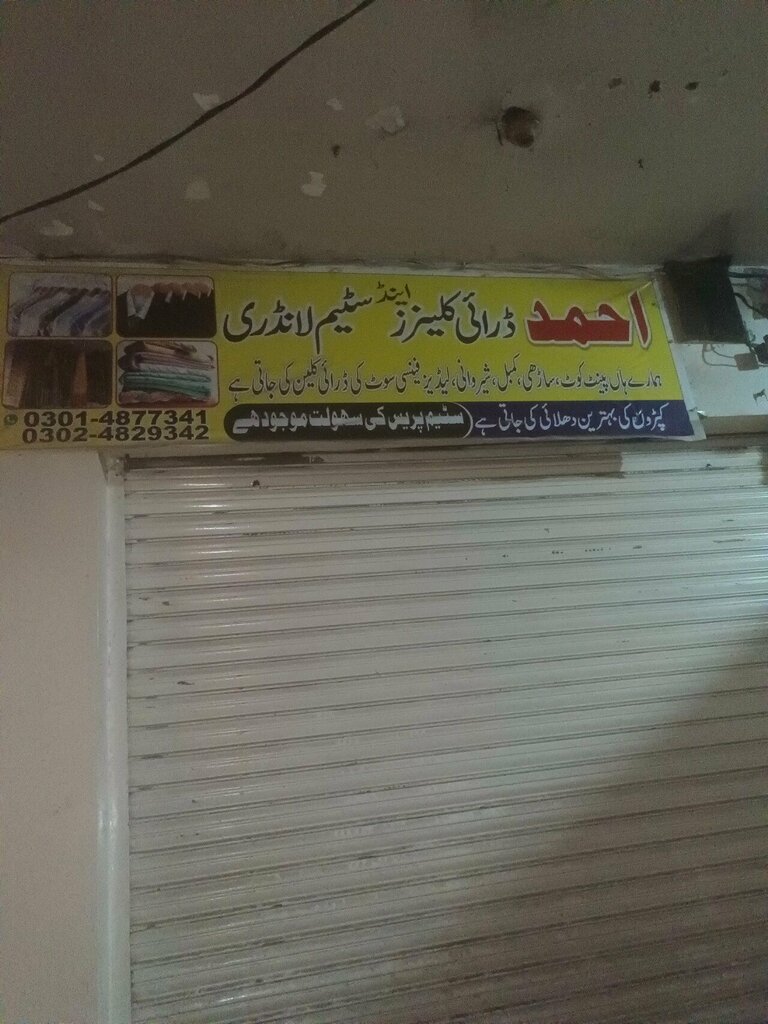 احمد ڈرائی کلینرز اینڈ سٹیم لانڈری
ہمارے ہاں پینٹ کوٹ، ساڑھی، کمبل، شیروانی، لیڈیز فینسی سوٹ کی ڈرائی کلین کی جاتی ہے
کپڑوں کی بہترین دھلائی کی جاتی ہے
سٹیم پریس کی سہولت موجود ھے
0301-4877341
0302-4829342